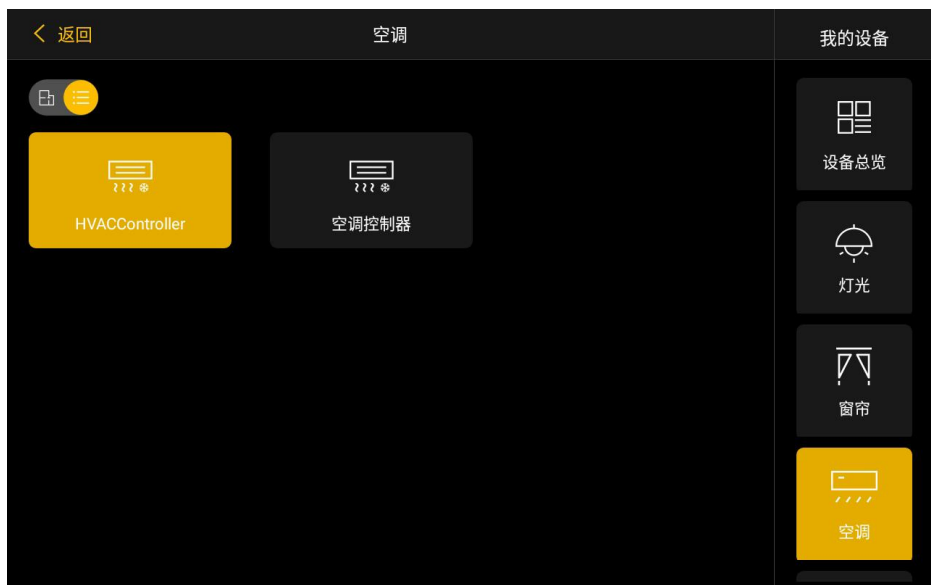 返回
空调
我的设备
HVACController
空调控制器
设备总览
灯光
窗帘
空调